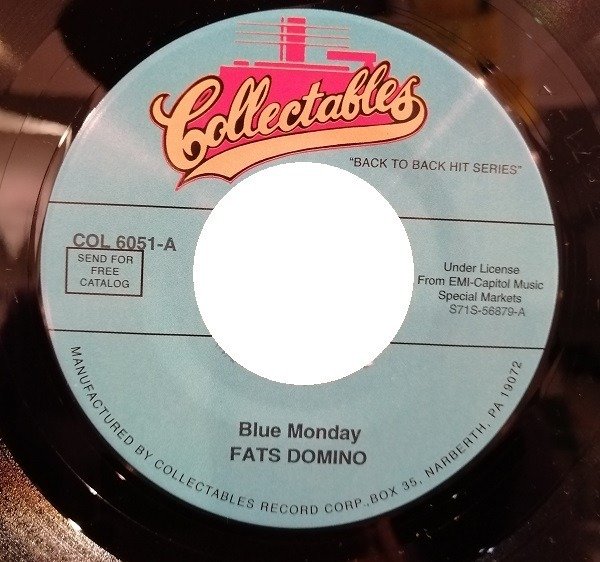 Collectables
"BACK TO BACK HIT SERIES"
COL 6051-A
SEND FOR
FREE
CATALOG
Under License
From EMI-Capitol Music
Special Markets
S71S-56879-A
Blue Monday
FATS DOMINO
MANUFACTURED BY COLLECTABLES RECORD CORP., BOX 35, NARBERTH, PA 19072